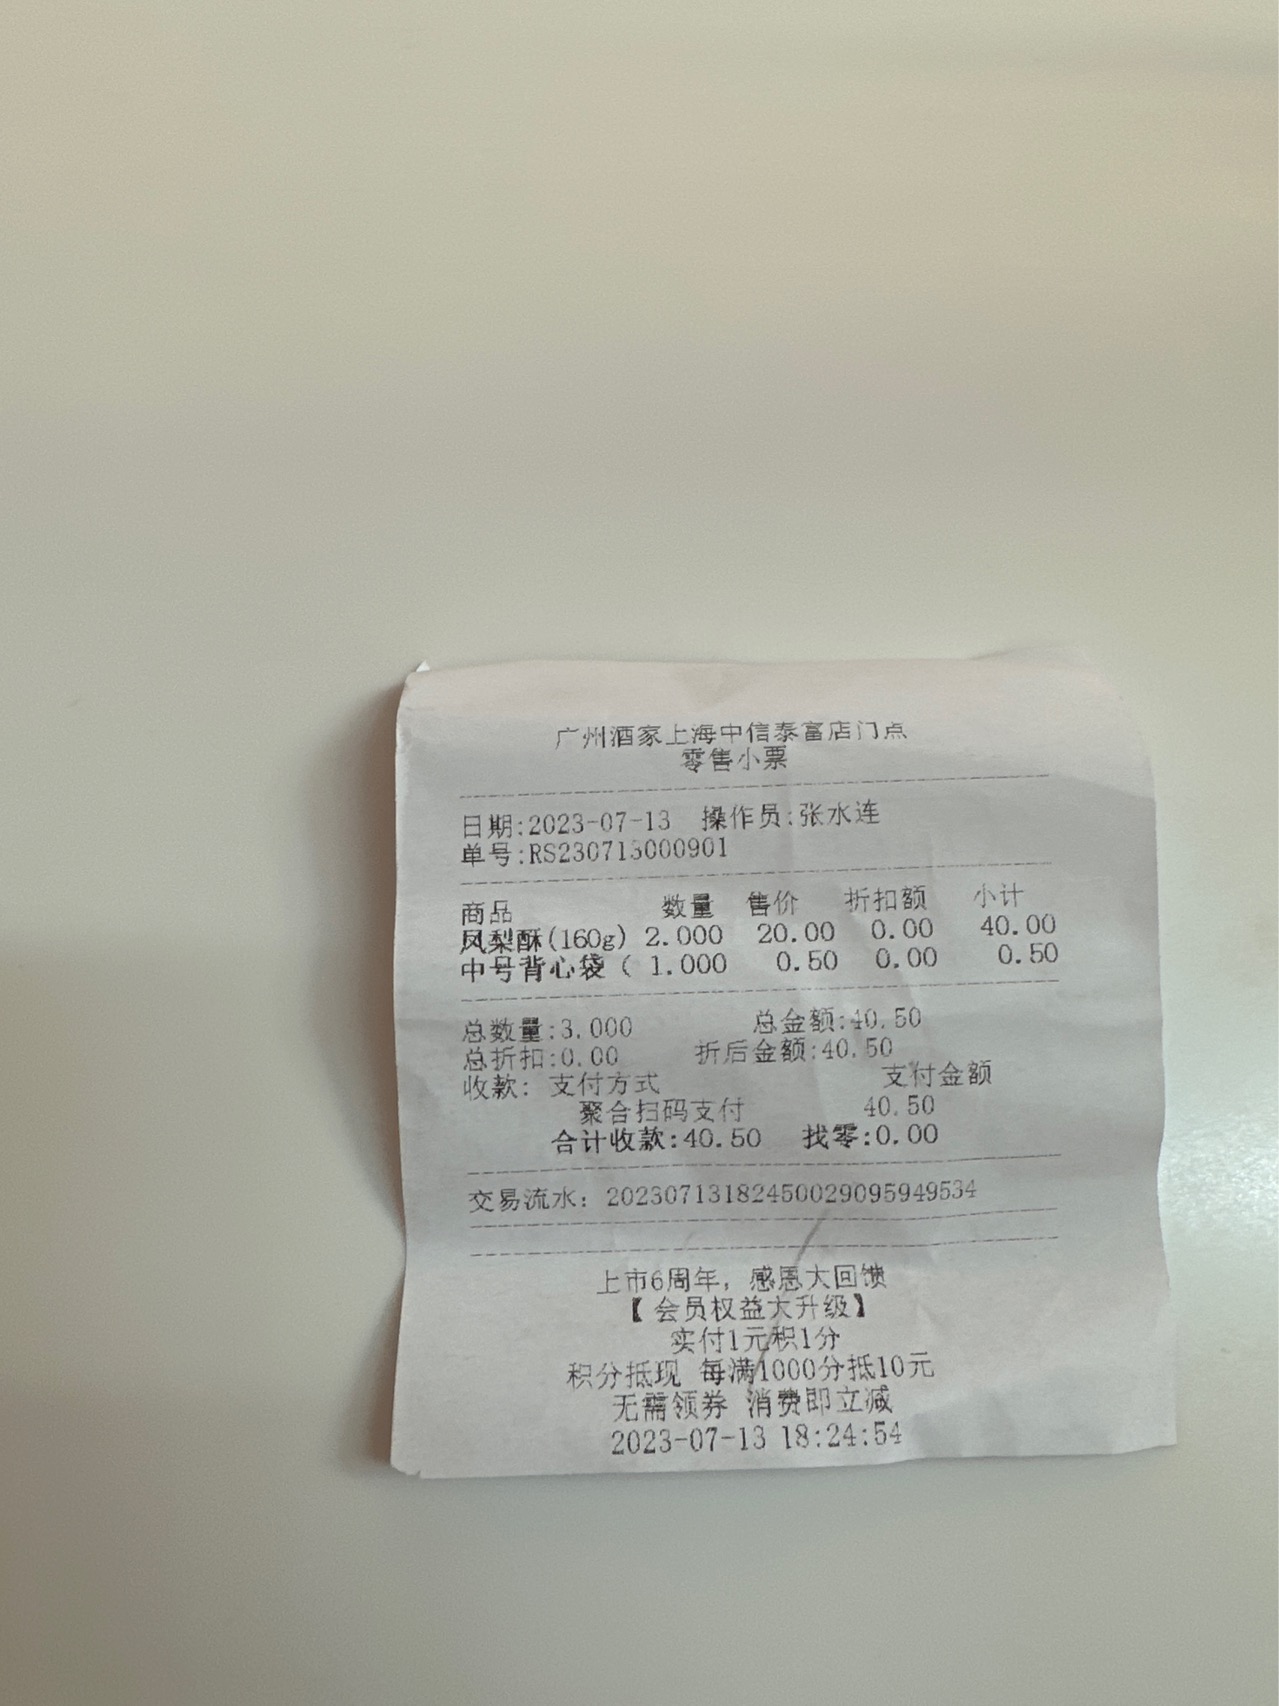 广州酒家上海中信泰富店门点
零售小票
日期:2023-07-13 操作员:张水连
单号:RS230713000901
商品 数量 售价 折扣额 小计
凤梨酥(160g) 2.000 20.00 0.00 40.00
中号背心袋( 1.000 0.50 0.00 0.50
总数量:3.000 总金额:40.50
总折扣:0.00 折后金额:40.50
收款: 支付方式 支付金额
聚合扫码支付 40.50
合计收款:40.50 找零:0.00
交易流水: 20230713182450029095949534
上市6周年，感恩大回馈
【会员权益大升级】
实付1元积1分
积分抵现 每满1000分抵10元
无需领券 消费即立减
2023-07-13 18:24:54